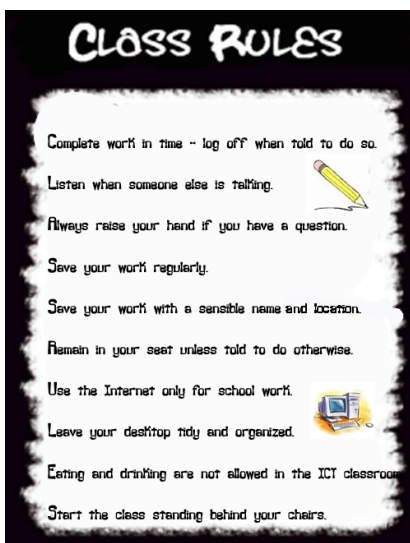 Class Rules
Complete work in time - log off when told to do so.
Listen when someone else is talking.
Always raise your hand if you have a question.
Save your work regularly.
Save your work with a sensible name and location.
Remain in your seat unless told to do otherwise.
Use the Internet only for school work.
Leave your desktop tidy and organized.
Eating and drinking are not allowed in the ICT classroom
Start the class standing behind your chairs.